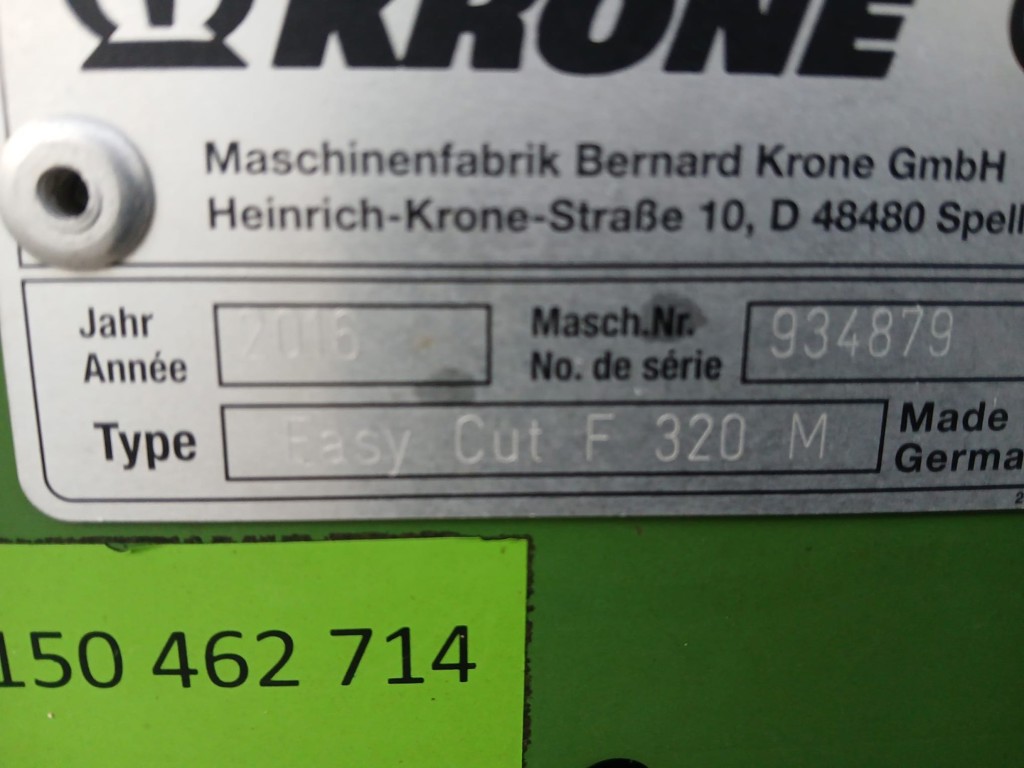 KRONE
Maschinenfabrik Bernard Krone GmbH
Heinrich-Krone-Straße 10, D 48480 Spell
Jahr
Année
2016
Masch.Nr.
No. de série
934879
Type
Easy Cut F 320 M
Made
Germa
150 462 714